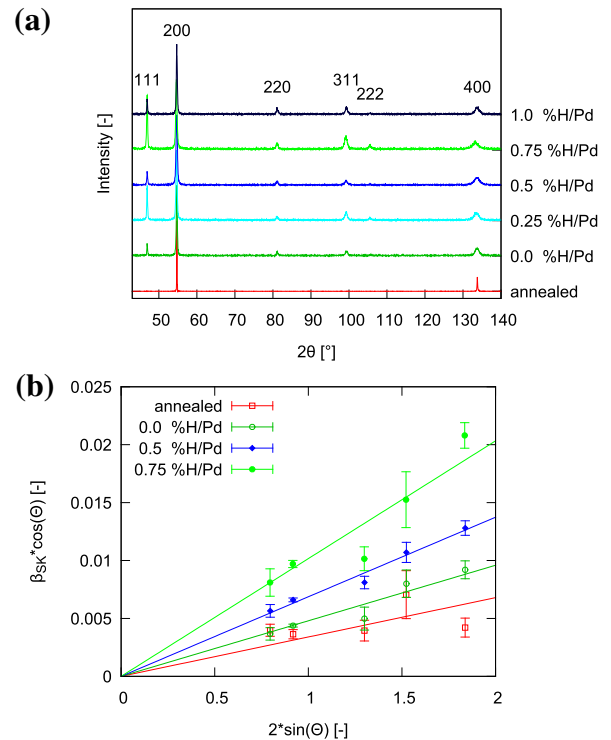 (a)
200
111
220
311
222
400
Intensity [-]
1.0 %H/Pd
0.75 %H/Pd
0.5 %H/Pd
0.25 %H/Pd
0.0 %H/Pd
annealed
50 60 70 80 90 100 110 120 130 140
2θ [°]
(b)
0.025
0.02
0.015
0.01
0.005
0
annealed
0.0 %H/Pd
0.5 %H/Pd
0.75 %H/Pd
βSK*cos(Θ) [-]
0 0.5 1 1.5 2
2*sin(Θ) [-]